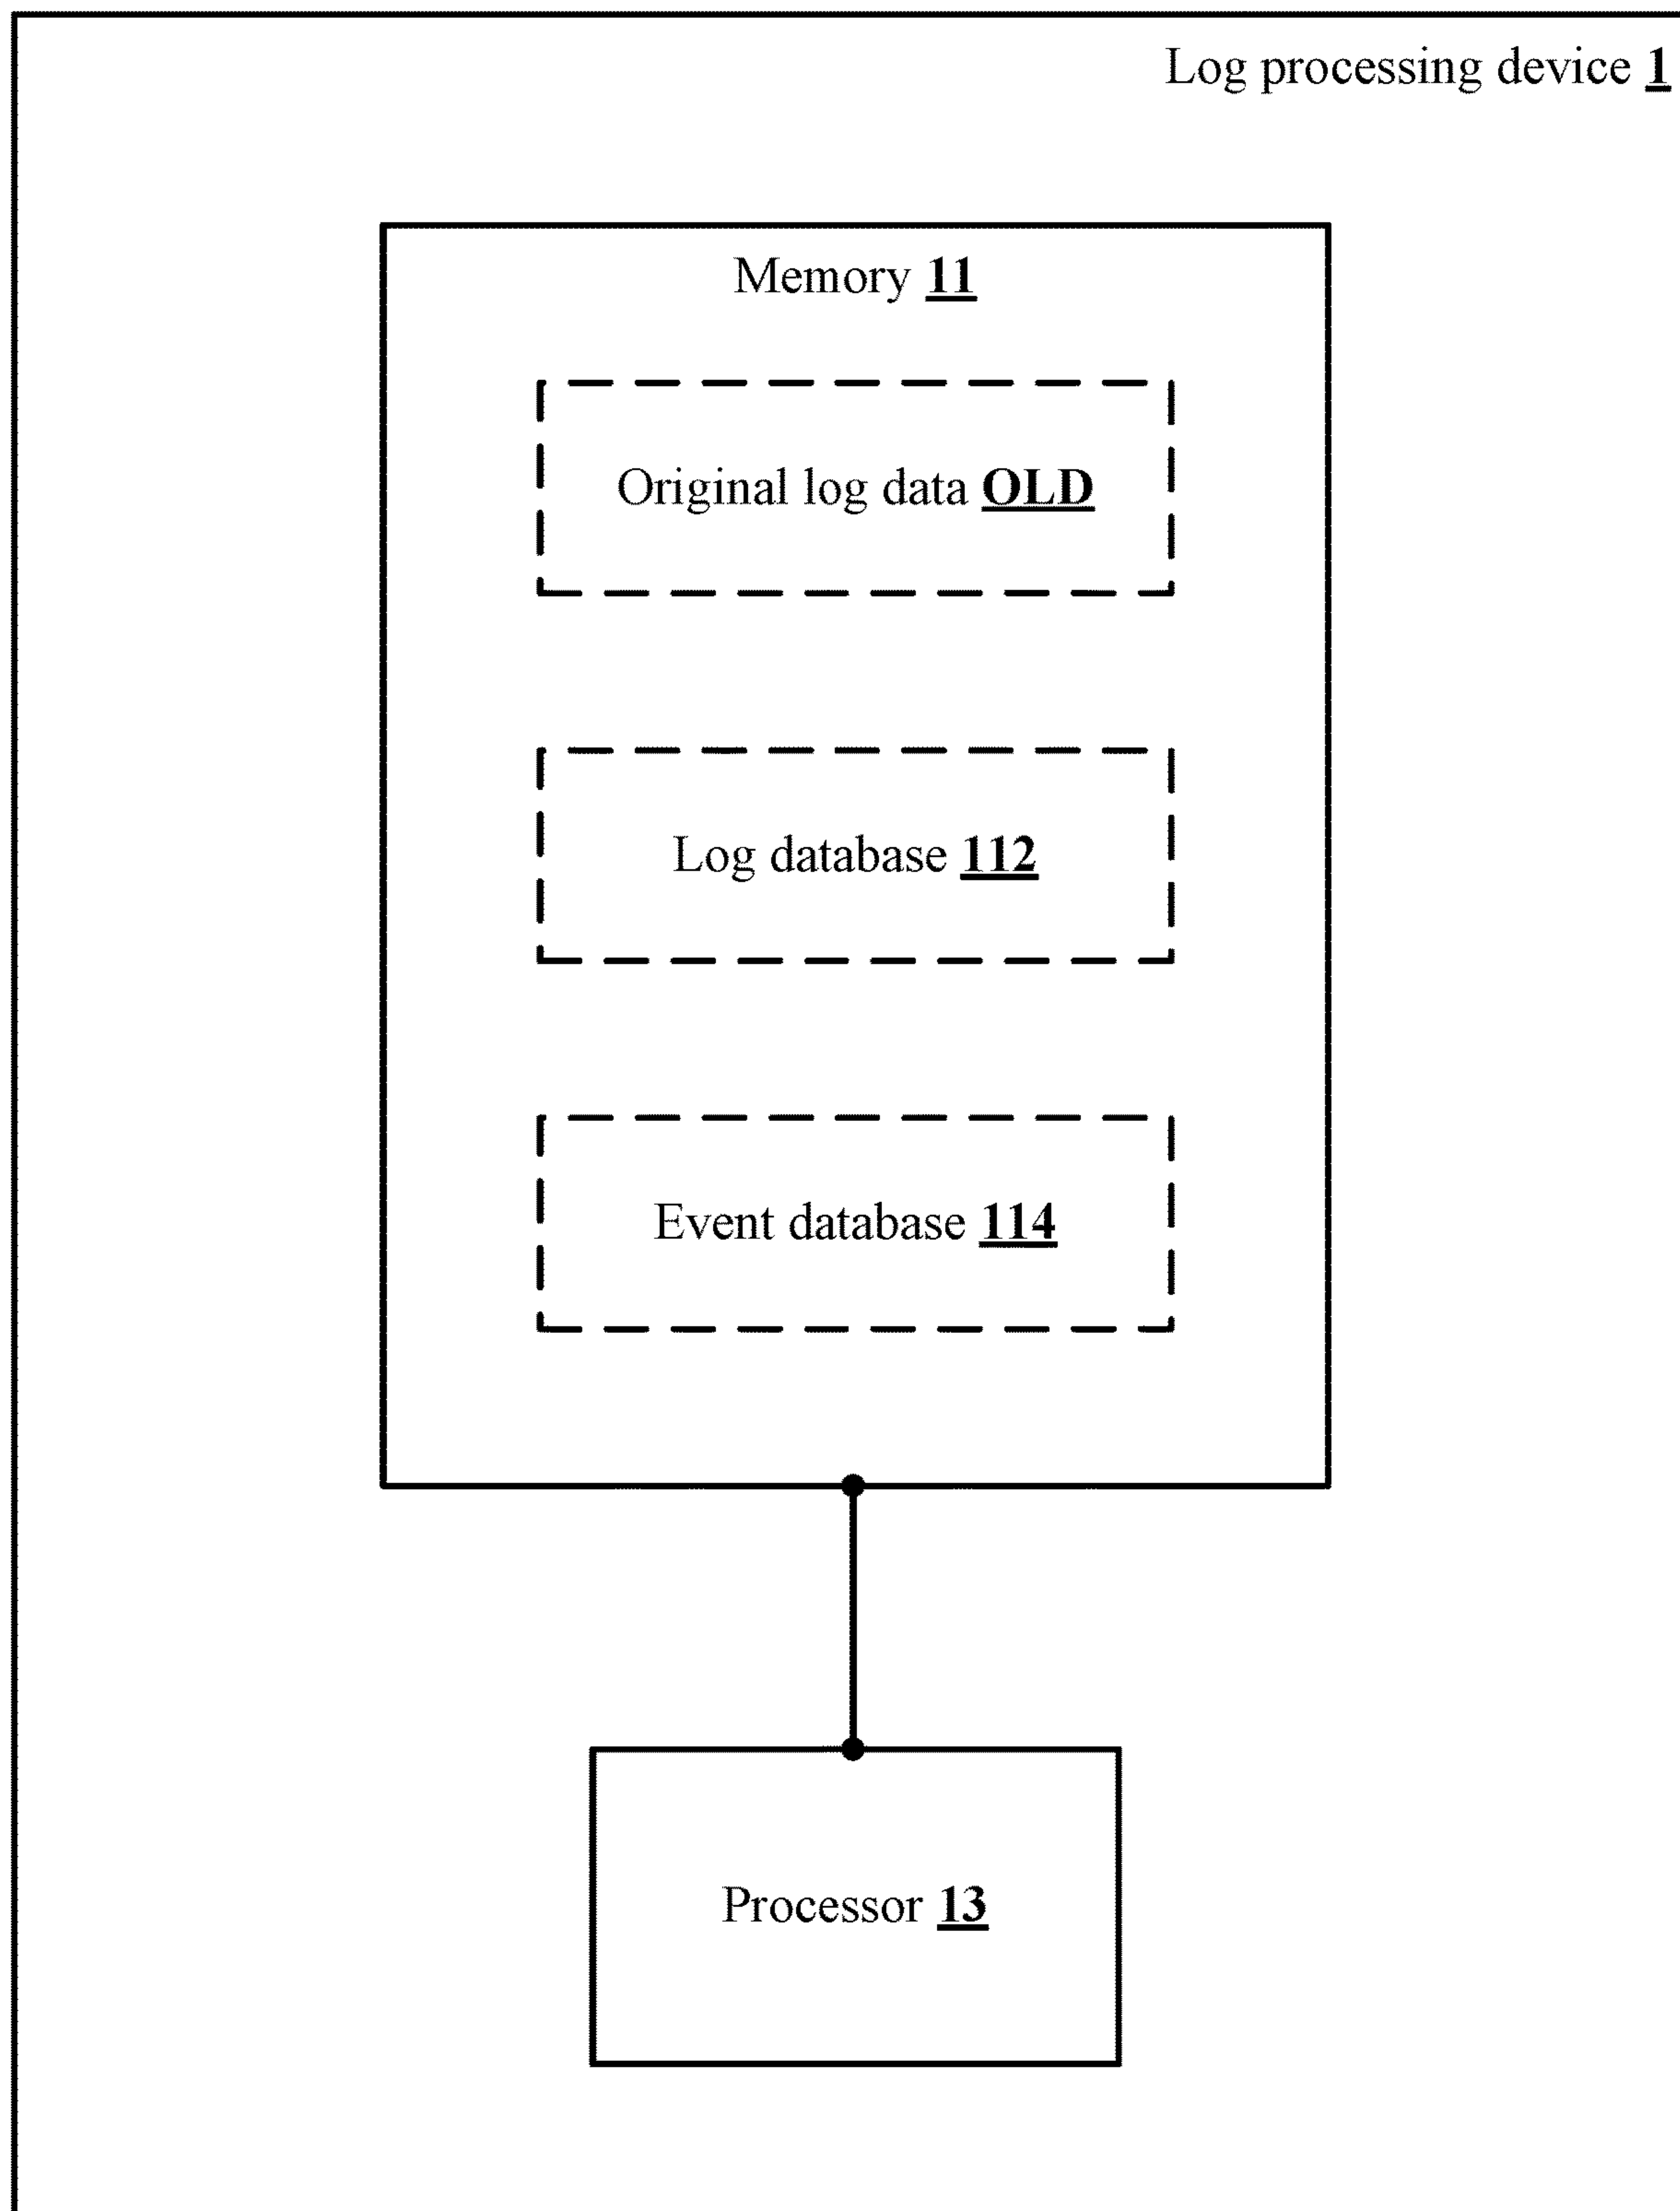 Log processing device 1
Memory 11
Original log data OLD
Log database 112
Event database 114
Processor 13